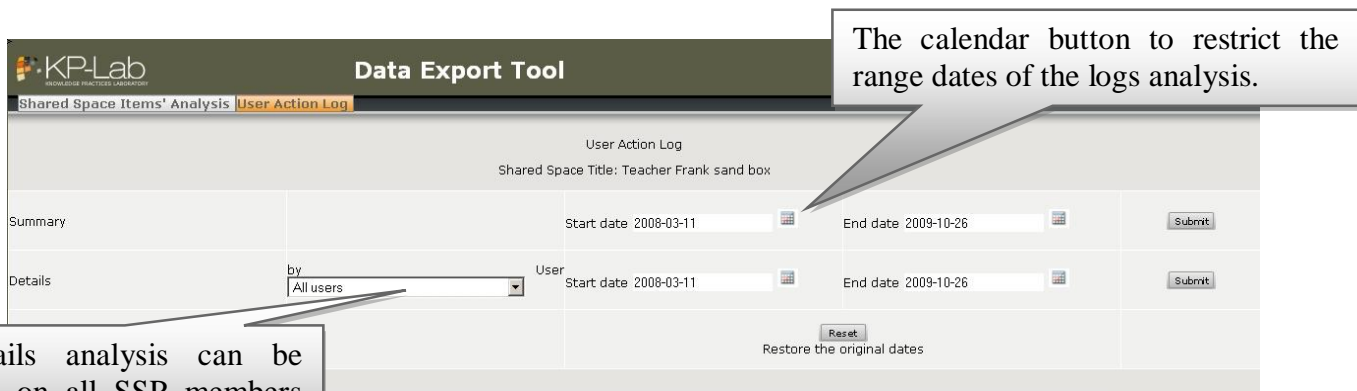 The calendar button to restrict the
range dates of the logs analysis.
KP-Lab
KNOWLEDGE PRACTICES LABORATORY
Data Export Tool
Shared Space Items' Analysis User Action Log
User Action Log
Shared Space Title: Teacher Frank sand box
Summary Start date 2008-03-11 End date 2009-10-26 Submit
Details by User All users Start date 2008-03-11 End date 2009-10-26 Submit
Reset
Restore the original dates
analysis can be
on all SSP members